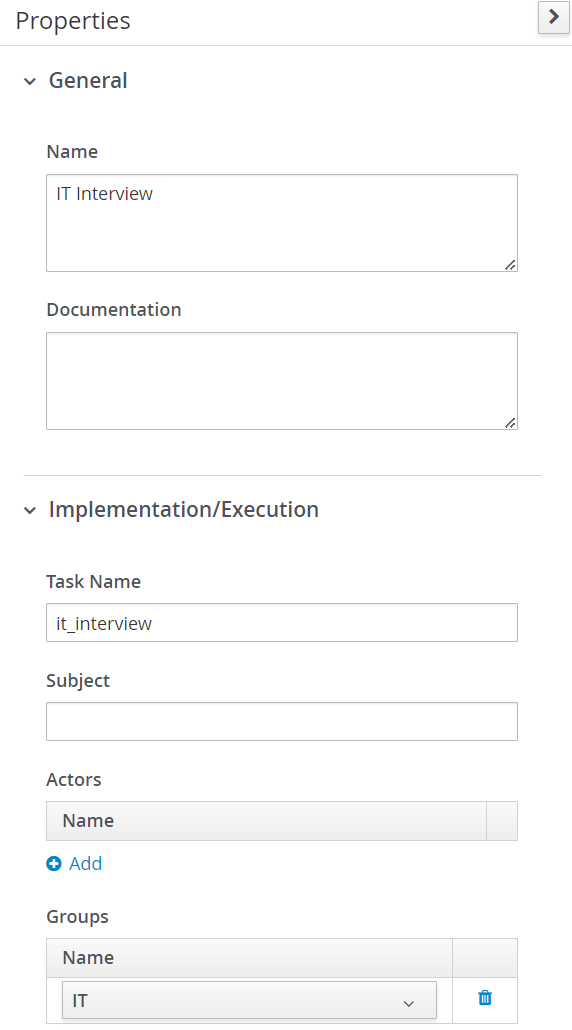 Properties
General
Name
IT Interview
Documentation
Implementation/Execution
Task Name
it_interview
Subject
Actors
Name
Add
Groups
Name
IT